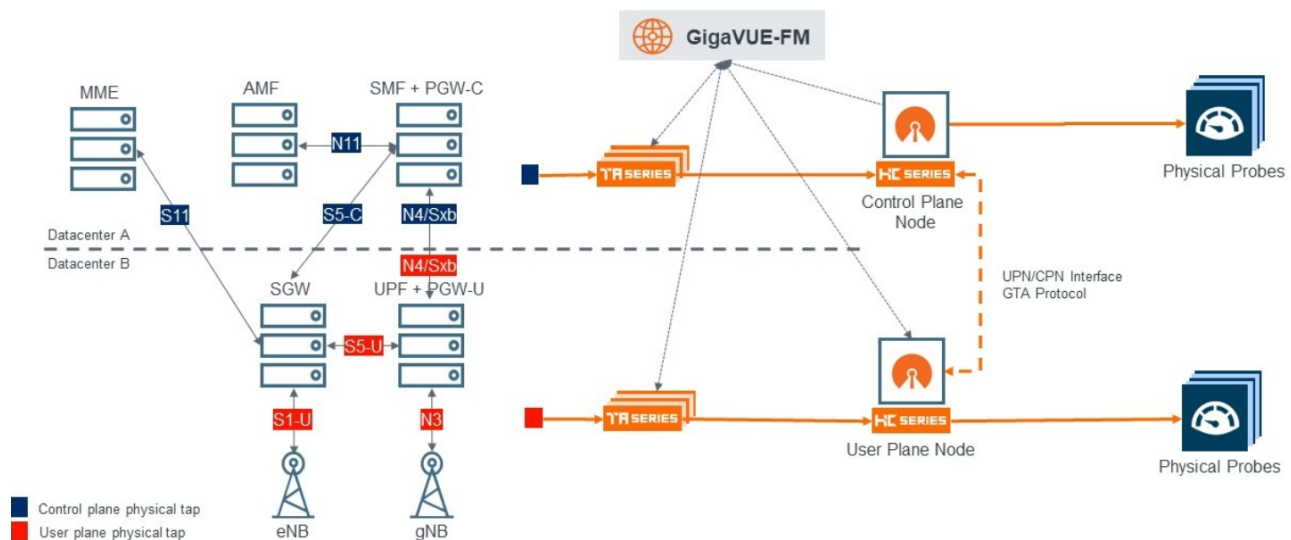 GigaVUE-FM
MME
AMF
SMF + PGW-C
N11
S11
S5-C
N4/Sxb
TA SERIES
HC SERIES
Control Plane
Node
Physical Probes
Datacenter A
Datacenter B
N4/Sxb
SGW
UPF + PGW-U
UPN/CPN Interface
GTA Protocol
S5-U
S1-U
N3
TA SERIES
HC SERIES
User Plane Node
Physical Probes
Control plane physical tap
User plane physical tap
eNB
gNB